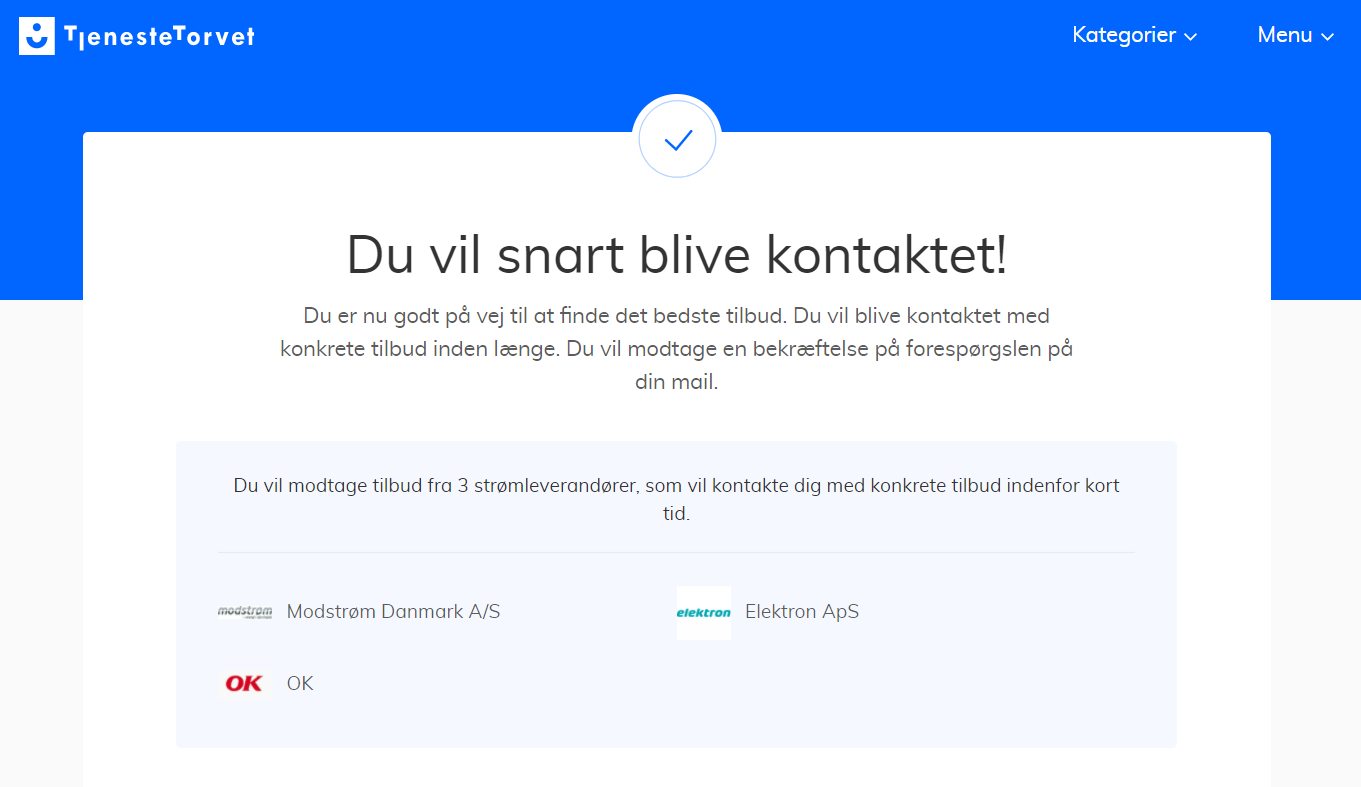 TjenesteTorvet
Kategorier
Menu
Du vil snart blive kontaktet!
Du er nu godt på vej til at finde det bedste tilbud. Du vil blive kontaktet med
konkrete tilbud inden længe. Du vil modtage en bekræftelse på forespørgslen på
din mail.
Du vil modtage tilbud fra 3 strømleverandører, som vil kontakte dig med konkrete tilbud indenfor kort
tid.
modstrøm Modstrøm Danmark A/S
elektron Elektron ApS
OK OK